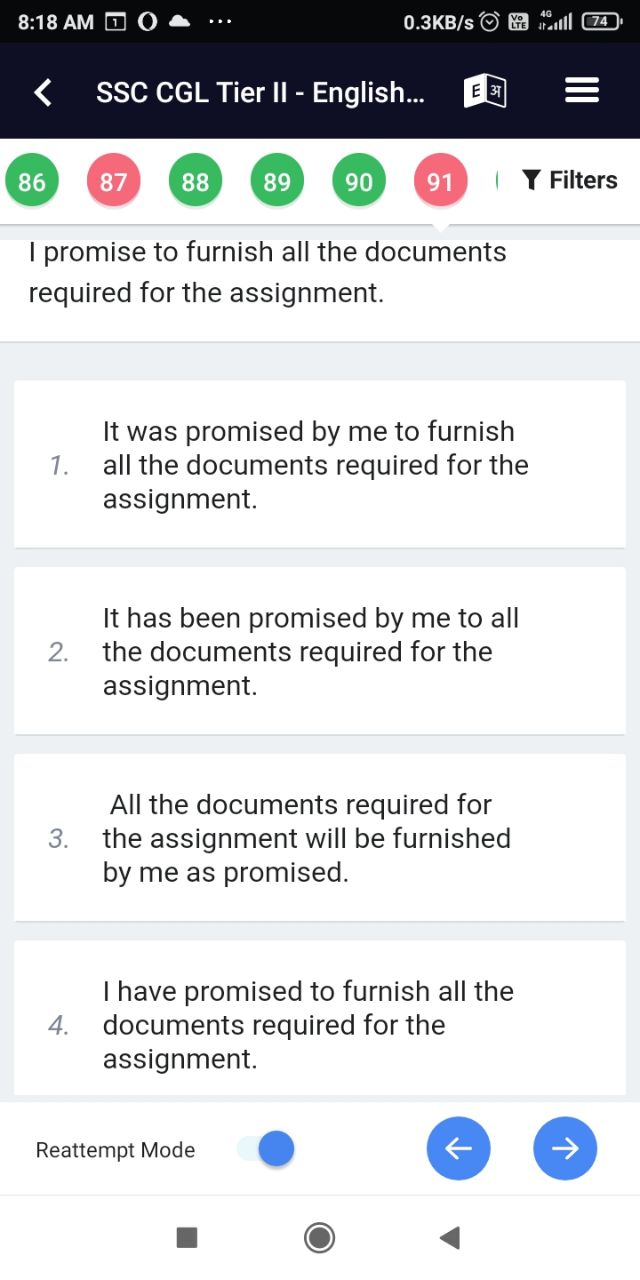 8:18 AM 1 ... 0.3KB/s Vo LTE 4G 74
SSC CGL Tier II - English... E अ
86 87 88 89 90 91 Filters
I promise to furnish all the documents
required for the assignment.
It was promised by me to furnish
1. all the documents required for the
assignment.
It has been promised by me to all
2. the documents required for the
assignment.
All the documents required for
3. the assignment will be furnished
by me as promised.
I have promised to furnish all the
4. documents required for the
assignment.
Reattempt Mode